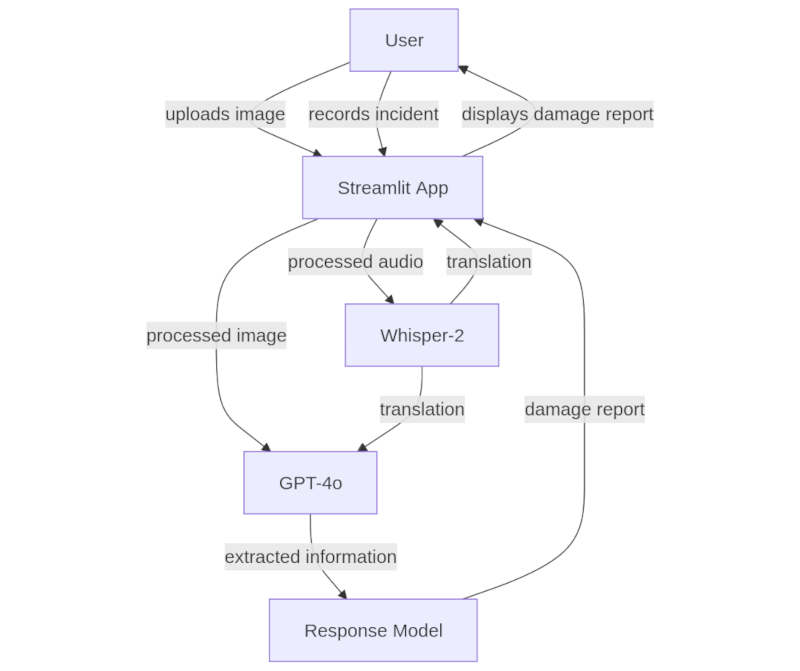 User
uploads image
records incident
displays damage report
Streamlit App
processed audio
translation
processed image
Whisper-2
translation
damage report
GPT-4o
extracted information
Response Model